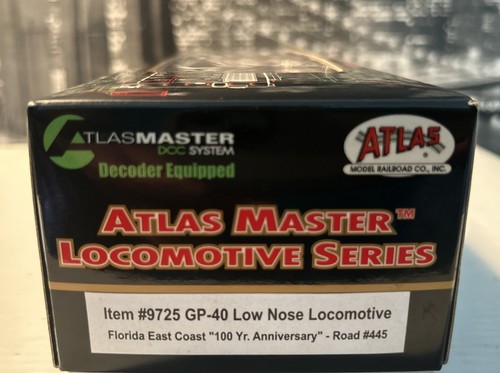 ATLASMASTER
DCC SYSTEM
Decoder Equipped
ATLAS
MODEL RAILROAD CO., INC.
ATLAS MASTER™
LOCOMOTIVE SERIES
Item #9725 GP-40 Low Nose Locomotive
Florida East Coast "100 Yr. Anniversary" - Road #445